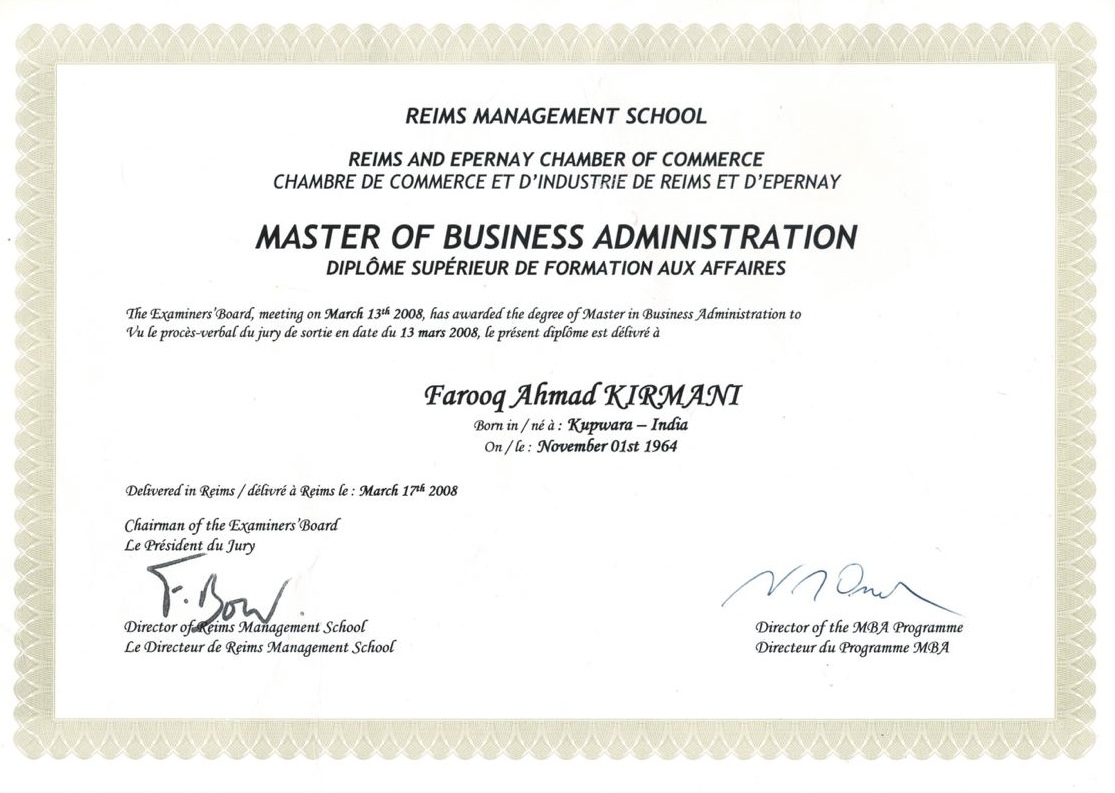 REIMS MANAGEMENT SCHOOL
REIMS AND EPERNAY CHAMBER OF COMMERCE
CHAMBRE DE COMMERCE ET D'INDUSTRIE DE REIMS ET D'EPERNAY
MASTER OF BUSINESS ADMINISTRATION
DIPLÔME SUPÉRIEUR DE FORMATION AUX AFFAIRES
The Examiners' Board, meeting on March 13th 2008, has awarded the degree of Master in Business Administration to
Vu le procès-verbal du jury de sortie en date du 13 mars 2008, le présent diplôme est délivré à
Farooq Ahmad KIRMANI
Born in / né à : Kupwara – India
On / le : November 01st 1964
Delivered in Reims / délivré à Reims le : March 17th 2008
Chairman of the Examiners' Board
Le Président du Jury
F. Bow
Director of Reims Management School
Le Directeur de Reims Management School
Director of the MBA Programme
Directeur du Programme MBA